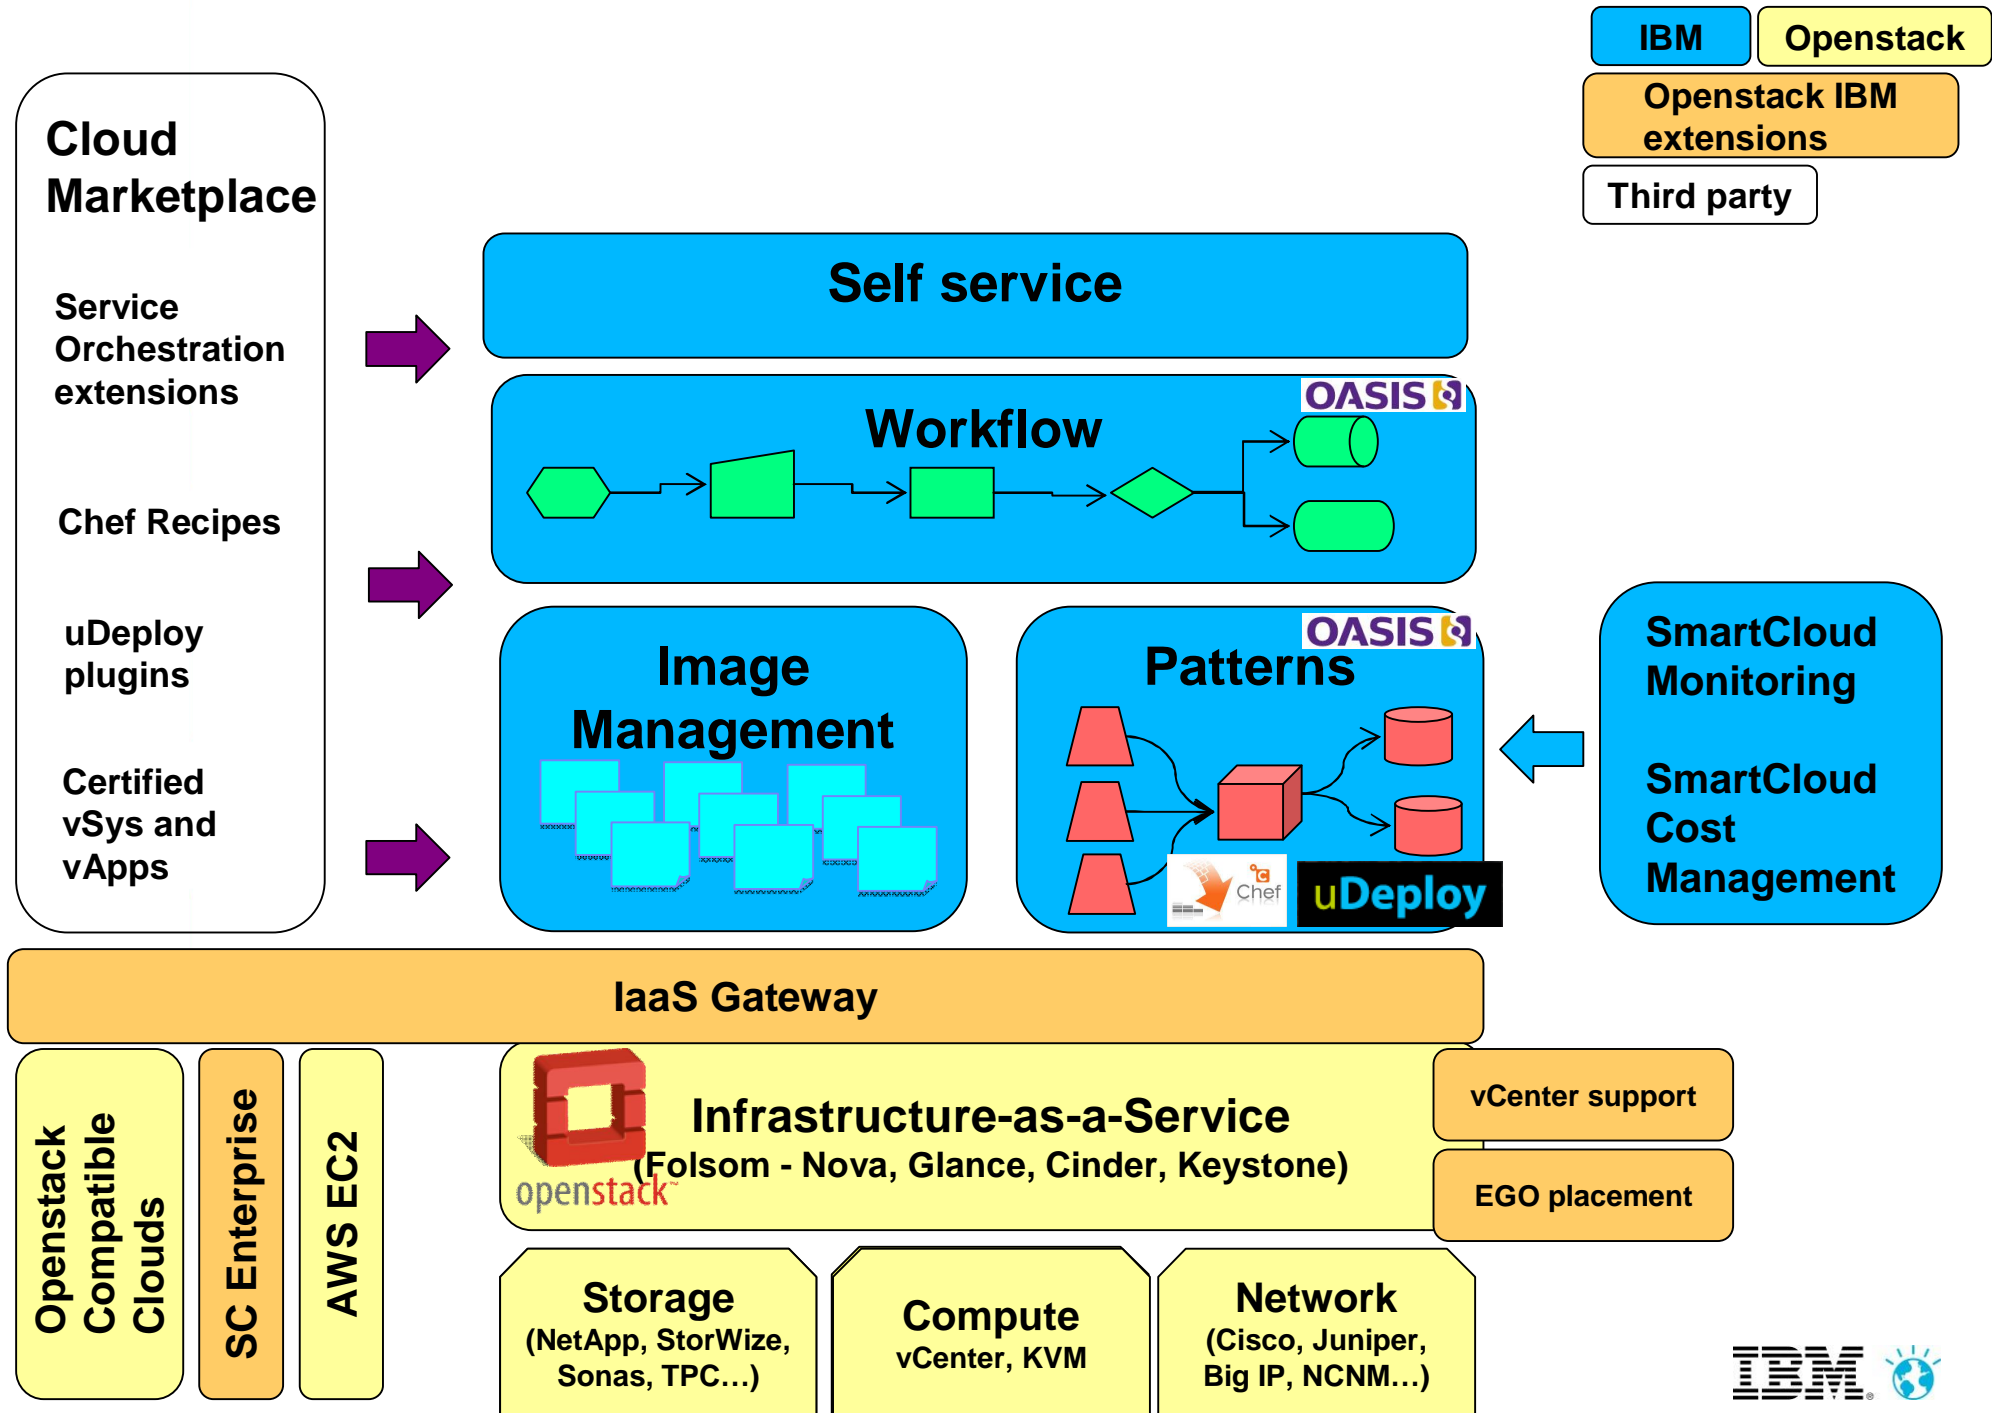 IBM
Openstack
Openstack IBM
extensions
Third party
Cloud
Marketplace
Service
Orchestration
extensions
Chef Recipes
uDeploy
plugins
Certified
vSys and
vApps
Self service
OASIS
Workflow
Image
Management
OASIS
Patterns
Chef
uDeploy
SmartCloud
Monitoring
SmartCloud
Cost
Management
IaaS Gateway
Openstack
Compatible
Clouds
SC Enterprise
AWS EC2
openstack™
Infrastructure-as-a-Service
(Folsom - Nova, Glance, Cinder, Keystone)
vCenter support
EGO placement
Storage
(NetApp, StorWize,
Sonas, TPC…)
Compute
vCenter, KVM
Network
(Cisco, Juniper,
Big IP, NCNM…)
IBM®